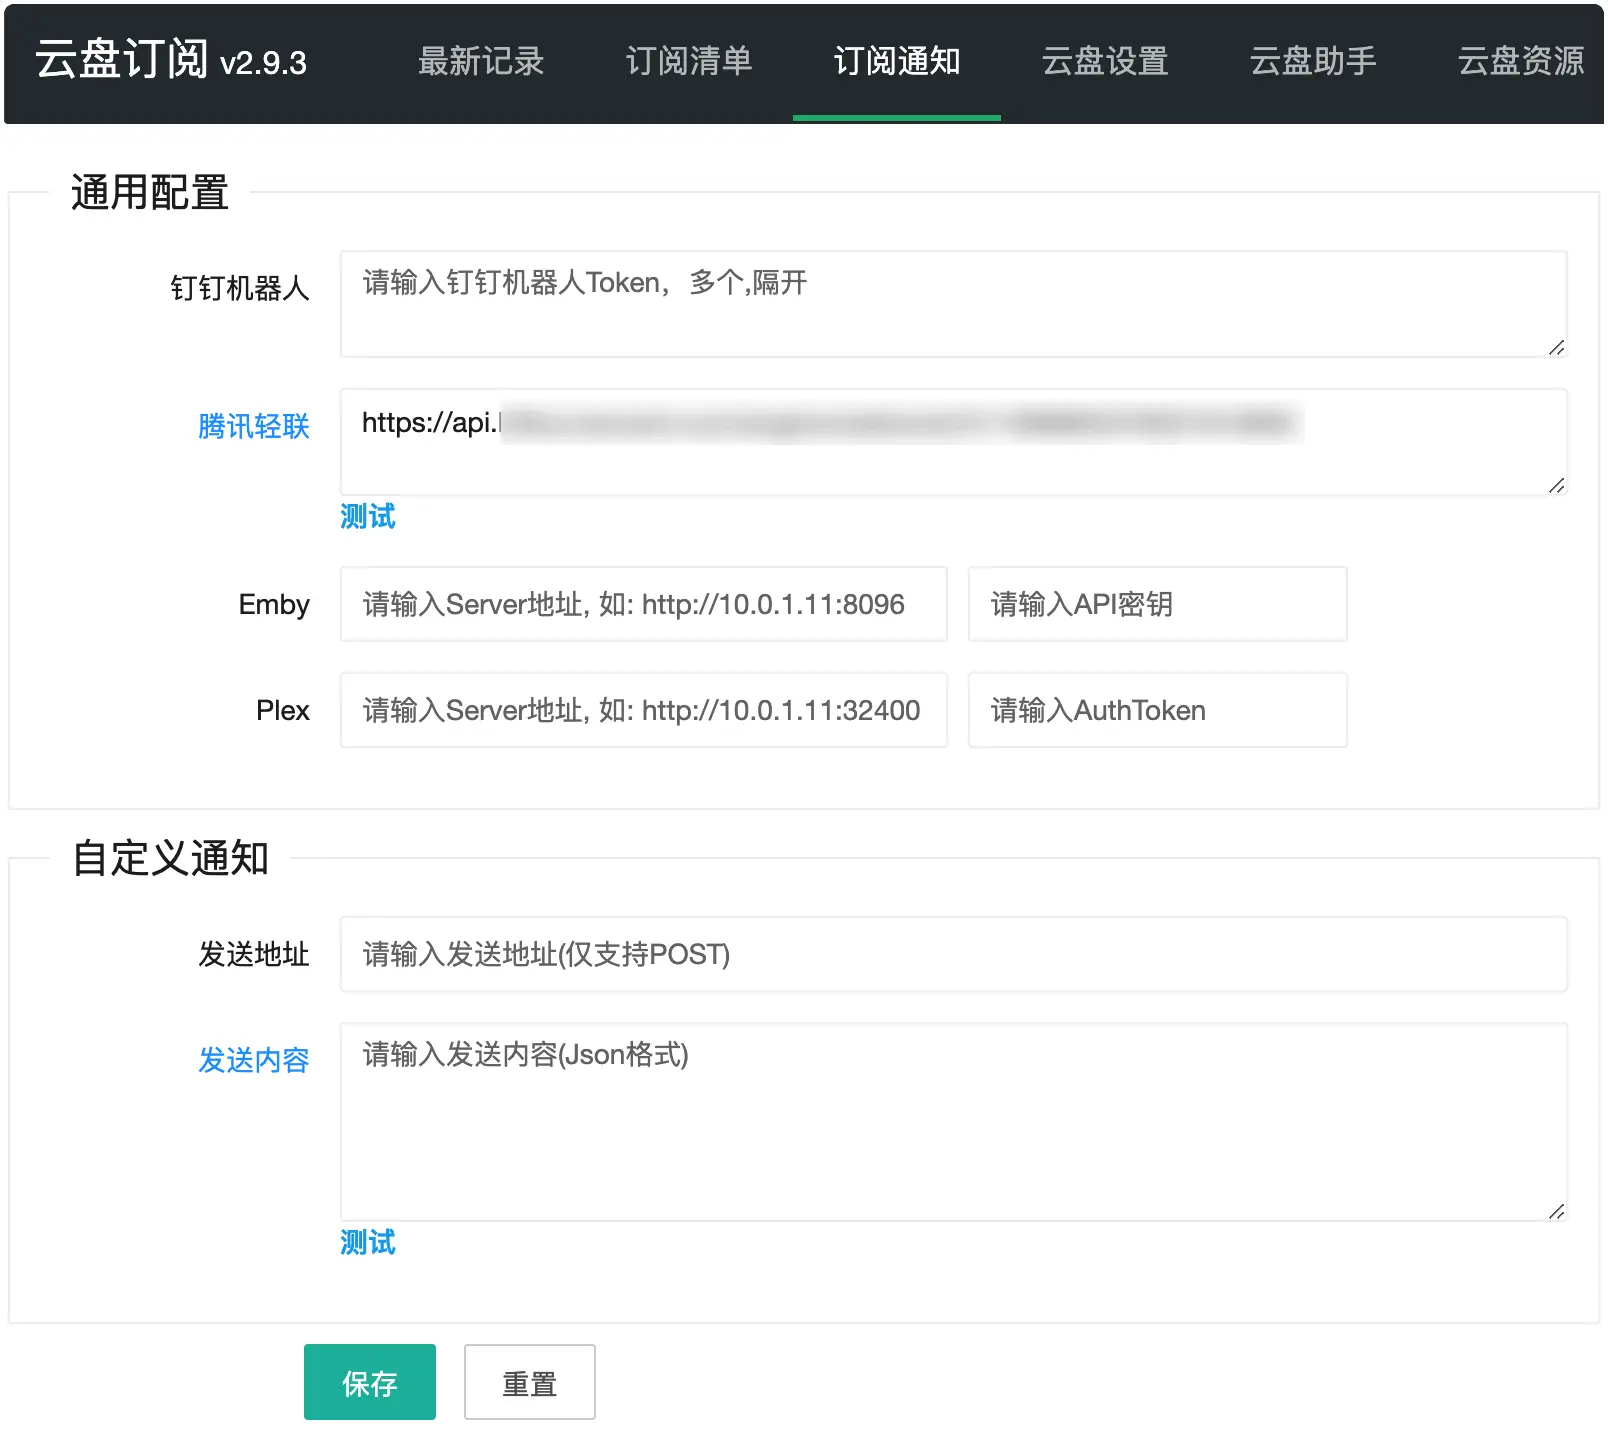 云盘订阅 v2.9.3 最新记录 订阅清单 订阅通知 云盘设置 云盘助手 云盘资源
通用配置
钉钉机器人 请输入钉钉机器人Token，多个,隔开
腾讯轻联 https://api.
测试
Emby 请输入Server地址, 如: http://10.0.1.11:8096 请输入API密钥
Plex 请输入Server地址, 如: http://10.0.1.11:32400 请输入AuthToken
自定义通知
发送地址 请输入发送地址(仅支持POST)
发送内容 请输入发送内容(Json格式)
测试
保存 重置